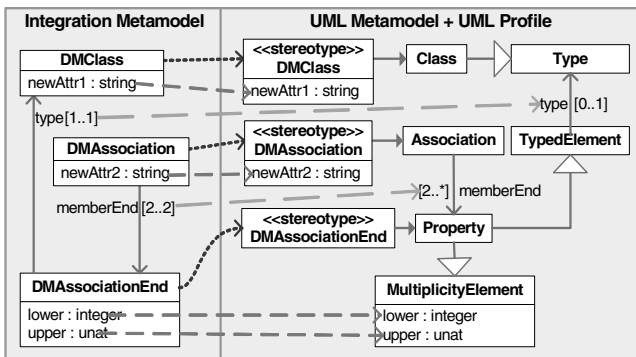 Integration Metamodel
UML Metamodel + UML Profile
DMClass
newAttr1 : string
<<stereotype>>
DMClass
newAttr1 : string
Class
Type
type[1..1]
type [0..1]
DMAssociation
newAttr2 : string
<<stereotype>>
DMAssociation
newAttr2 : string
Association
TypedElement
memberEnd [2..2]
[2..*] memberEnd
<<stereotype>>
DMAssociationEnd
Property
DMAssociationEnd
lower : integer
upper : unat
MultiplicityElement
lower : integer
upper : unat